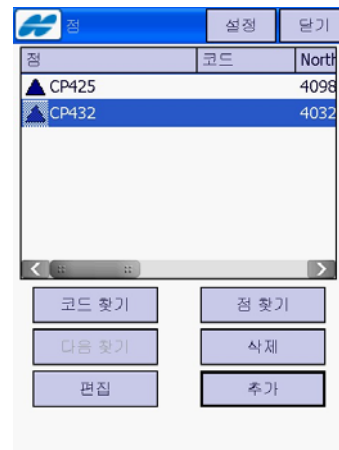 점 설정 닫기
점 코드 North
CP425 4098
CP432 4032
코드 찾기 점 찾기
다음 찾기 삭제
편집 추가